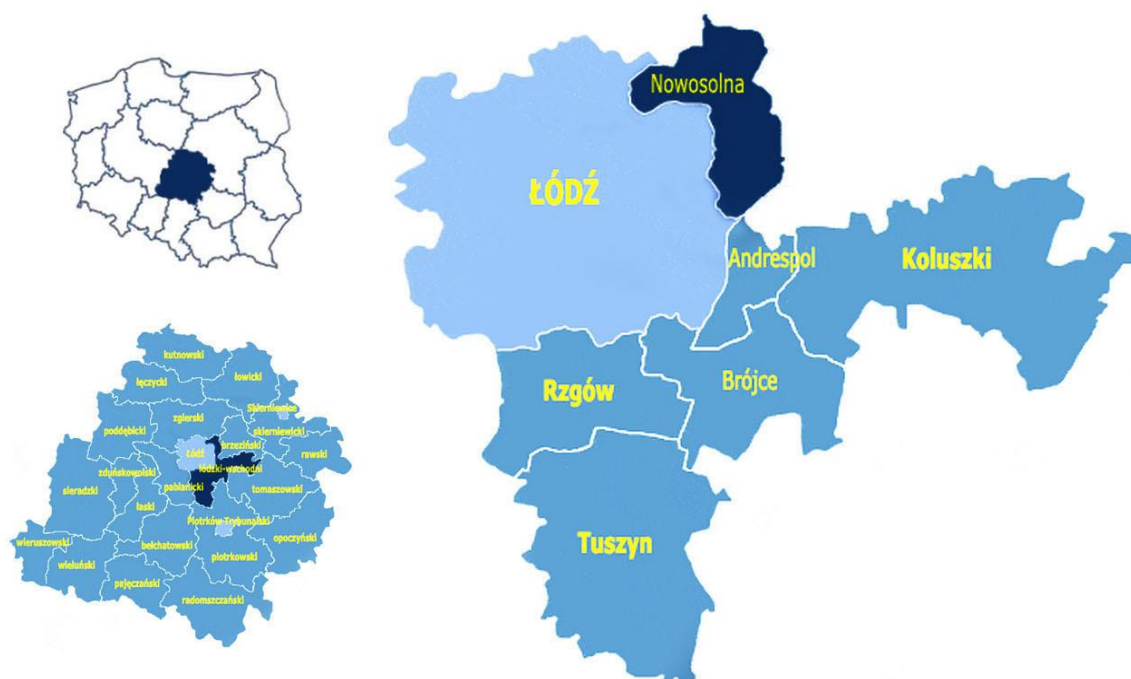 Nowosolna
ŁÓDŹ
Andrespol
Koluszki
Rzgów
Brójce
Tuszyn
kutnowski
łęczycki
łowicki
Skierniewice
zgierski
poddębicki
skierniewicki
brzeziński
Łódź
rawski
łódzki-wschodni
zduńskowolski
sieradzki
pabianicki
tomaszowski
łaski
Piotrków Trybunalski
opoczyński
wieruszowski
bełchatowski
piotrkowski
wieluński
pajęczański
radomszczański